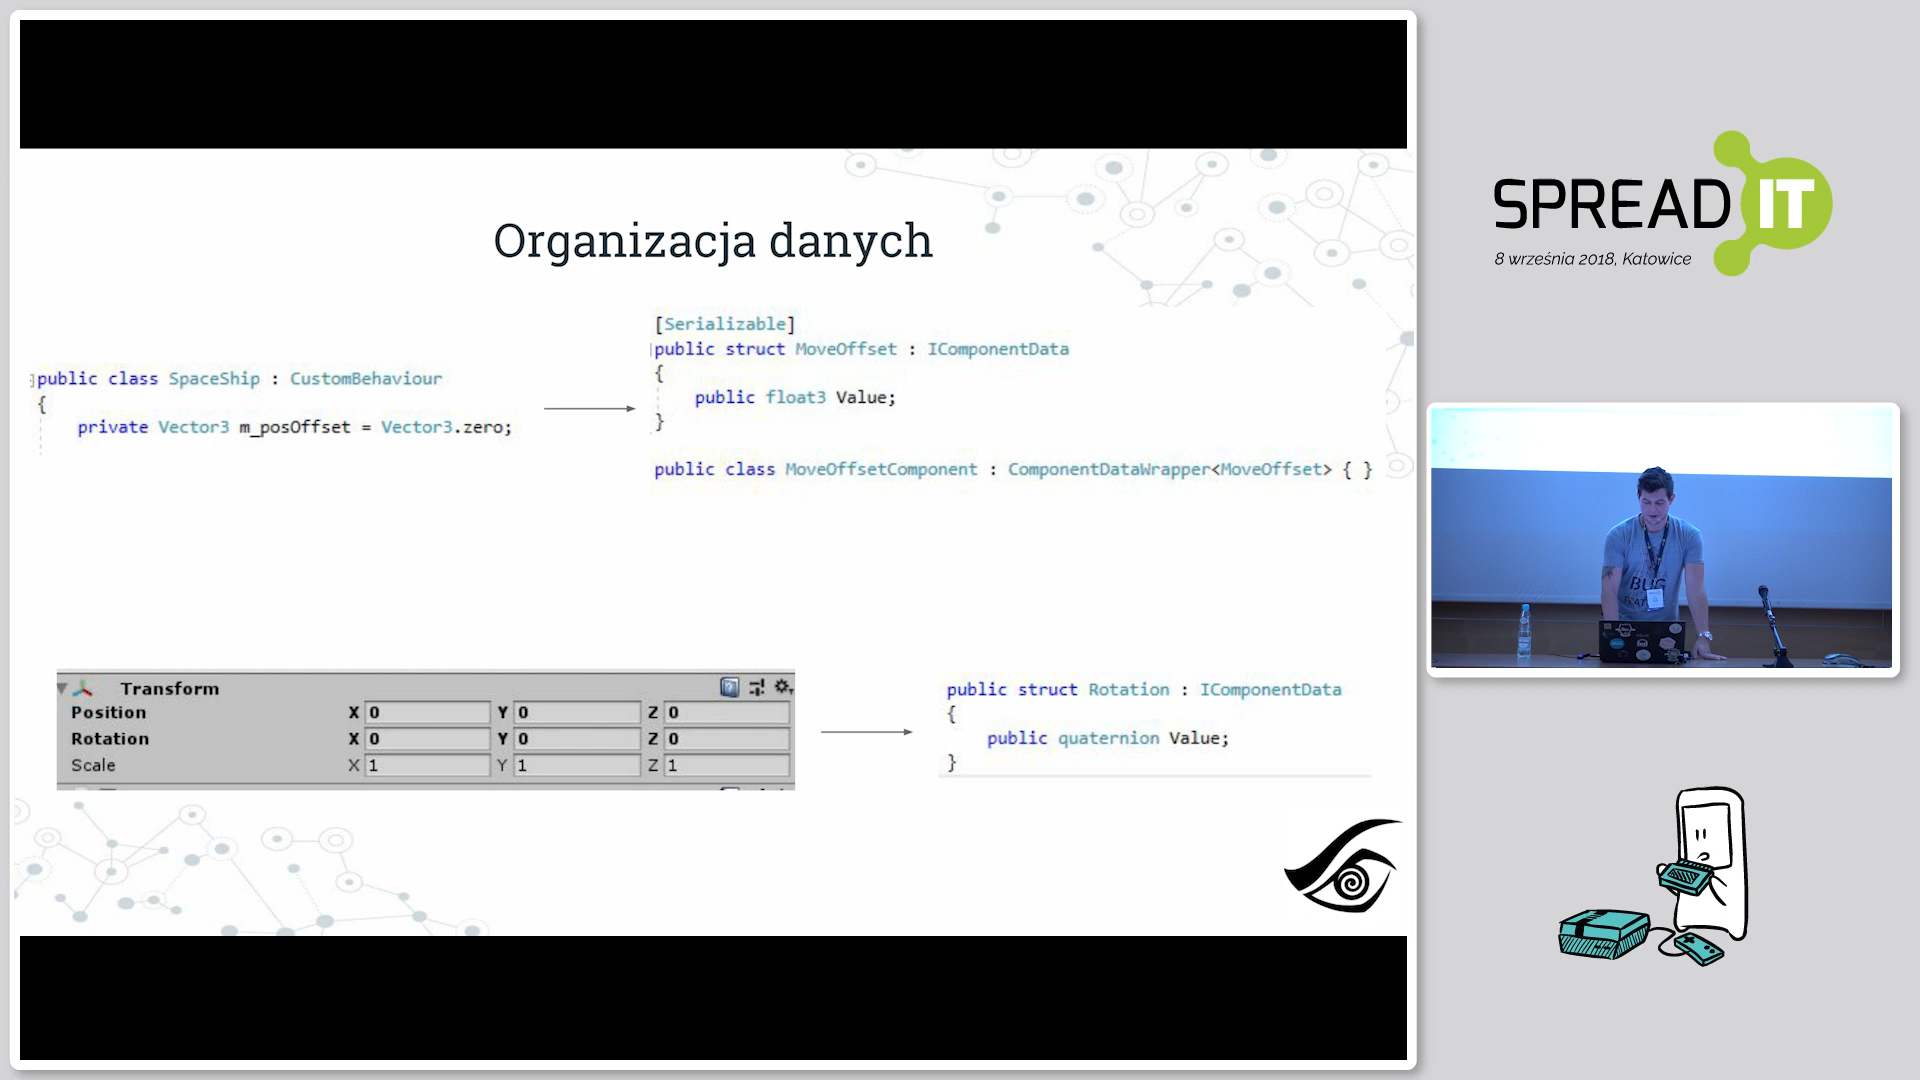 Organizacja danych
public class SpaceShip : CustomBehaviour
{
private Vector3 m_posOffset = Vector3.zero;
[Serializable]
public struct MoveOffset : IComponentData
{
public float3 Value;
}
public class MoveOffsetComponent : ComponentDataWrapper<MoveOffset> { }
Transform
Position X 0 Y 0 Z 0
Rotation X 0 Y 0 Z 0
Scale X 1 Y 1 Z 1
public struct Rotation : IComponentData
{
public quaternion Value;
}
SPREAD IT
8 września 2018, Katowice
BUG